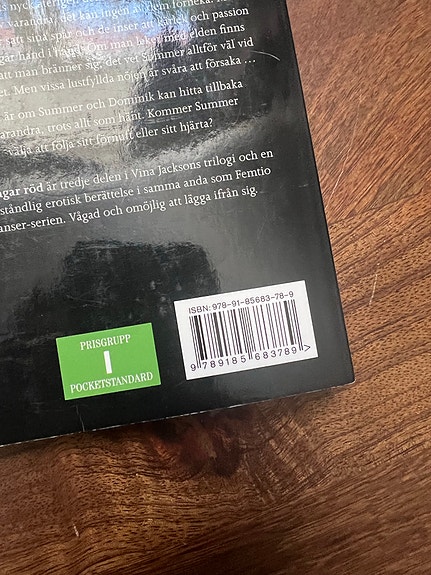 varandra, det kan ingen av dem förneka.
att sina spår och de inser att kärlek och passion
går hand i hand. Om man leker med elden finns
att man bränner sig, det vet Summer alltför väl vid
et. Men vissa lustfyllda nöjen är svåra att försaka …
är om Summer och Dominik kan hitta tillbaka
varandra, trots allt som hänt. Kommer Summer
välja att följa sitt förnuft eller sitt hjärta?
gar röd är tredje delen i Vina Jacksons trilogi och en
ständig erotisk berättelse i samma anda som Femtio
anser-serien. Vågad och omöjlig att lägga ifrån sig.
ISBN: 978-91-85683-78-9
9 789185 683789 >
PRISGRUPP
1
POCKETSTANDARD